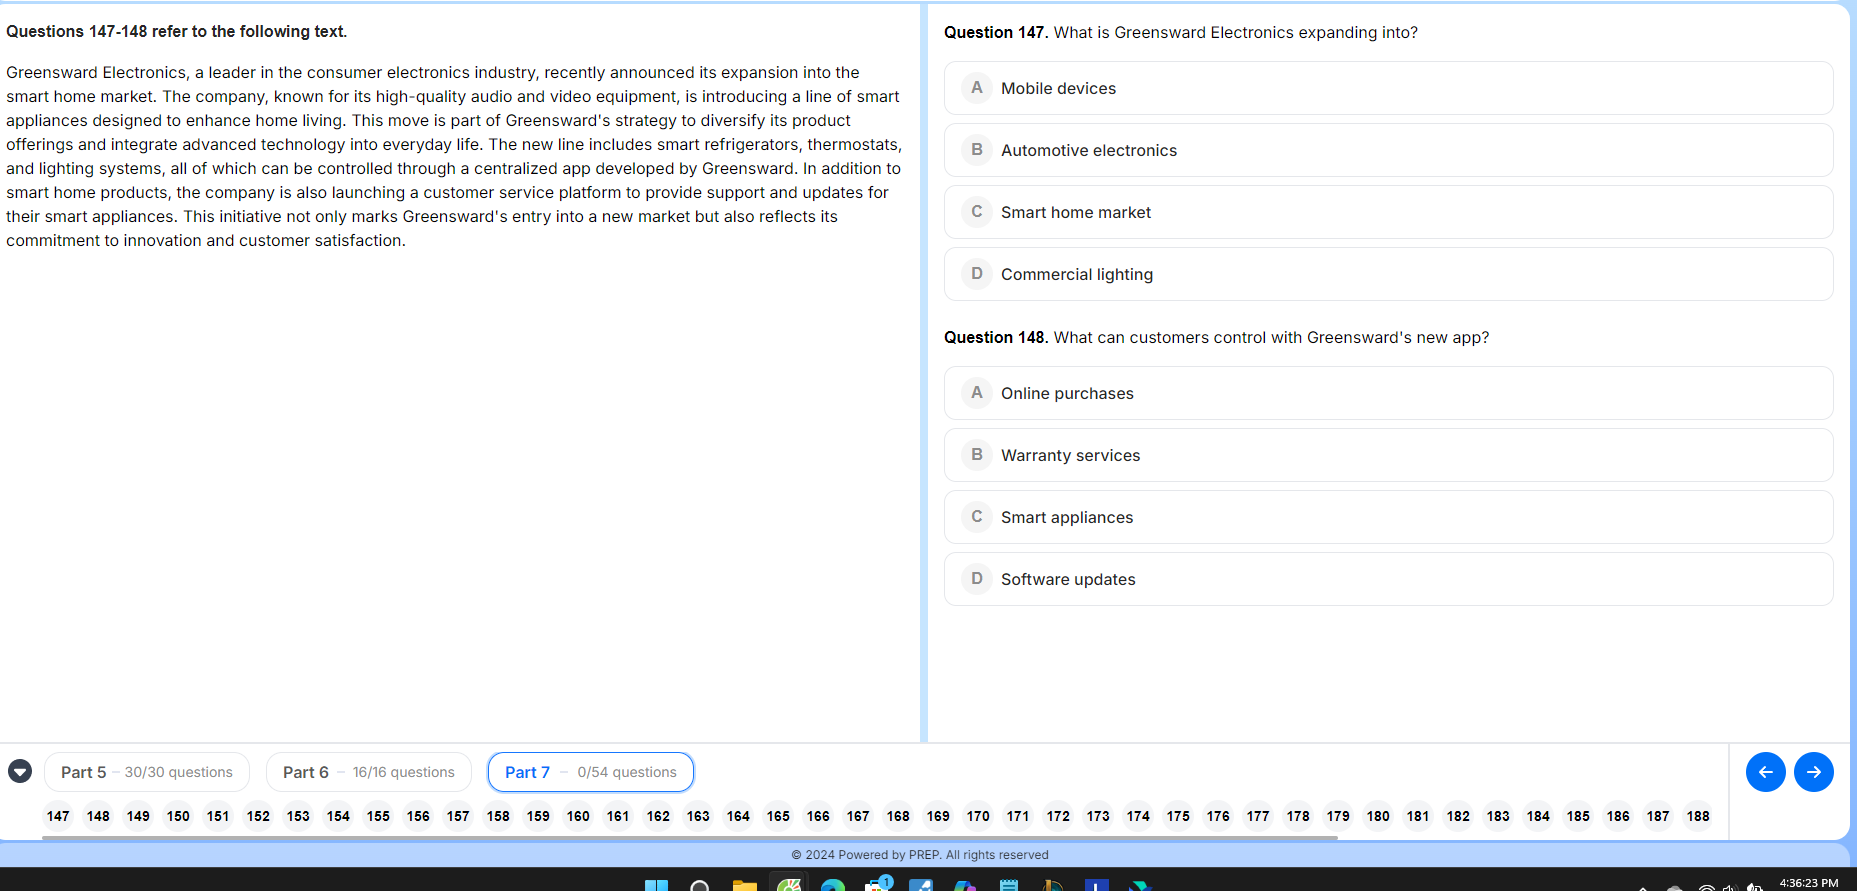 Questions 147-148 refer to the following text.
Greensward Electronics, a leader in the consumer electronics industry, recently announced its expansion into the
smart home market. The company, known for its high-quality audio and video equipment, is introducing a line of smart
appliances designed to enhance home living. This move is part of Greensward's strategy to diversify its product
offerings and integrate advanced technology into everyday life. The new line includes smart refrigerators, thermostats,
and lighting systems, all of which can be controlled through a centralized app developed by Greensward. In addition to
smart home products, the company is also launching a customer service platform to provide support and updates for
their smart appliances. This initiative not only marks Greensward's entry into a new market but also reflects its
commitment to innovation and customer satisfaction.
Question 147. What is Greensward Electronics expanding into?
A Mobile devices
B Automotive electronics
C Smart home market
D Commercial lighting
Question 148. What can customers control with Greensward's new app?
A Online purchases
B Warranty services
C Smart appliances
D Software updates
Part 5 – 30/30 questions Part 6 – 16/16 questions Part 7 – 0/54 questions
147 148 149 150 151 152 153 154 155 156 157 158 159 160 161 162 163 164 165 166 167 168 169 170 171 172 173 174 175 176 177 178 179 180 181 182 183 184 185 186 187 188
© 2024 Powered by PREP. All rights reserved
1
L
4:36:23 PM